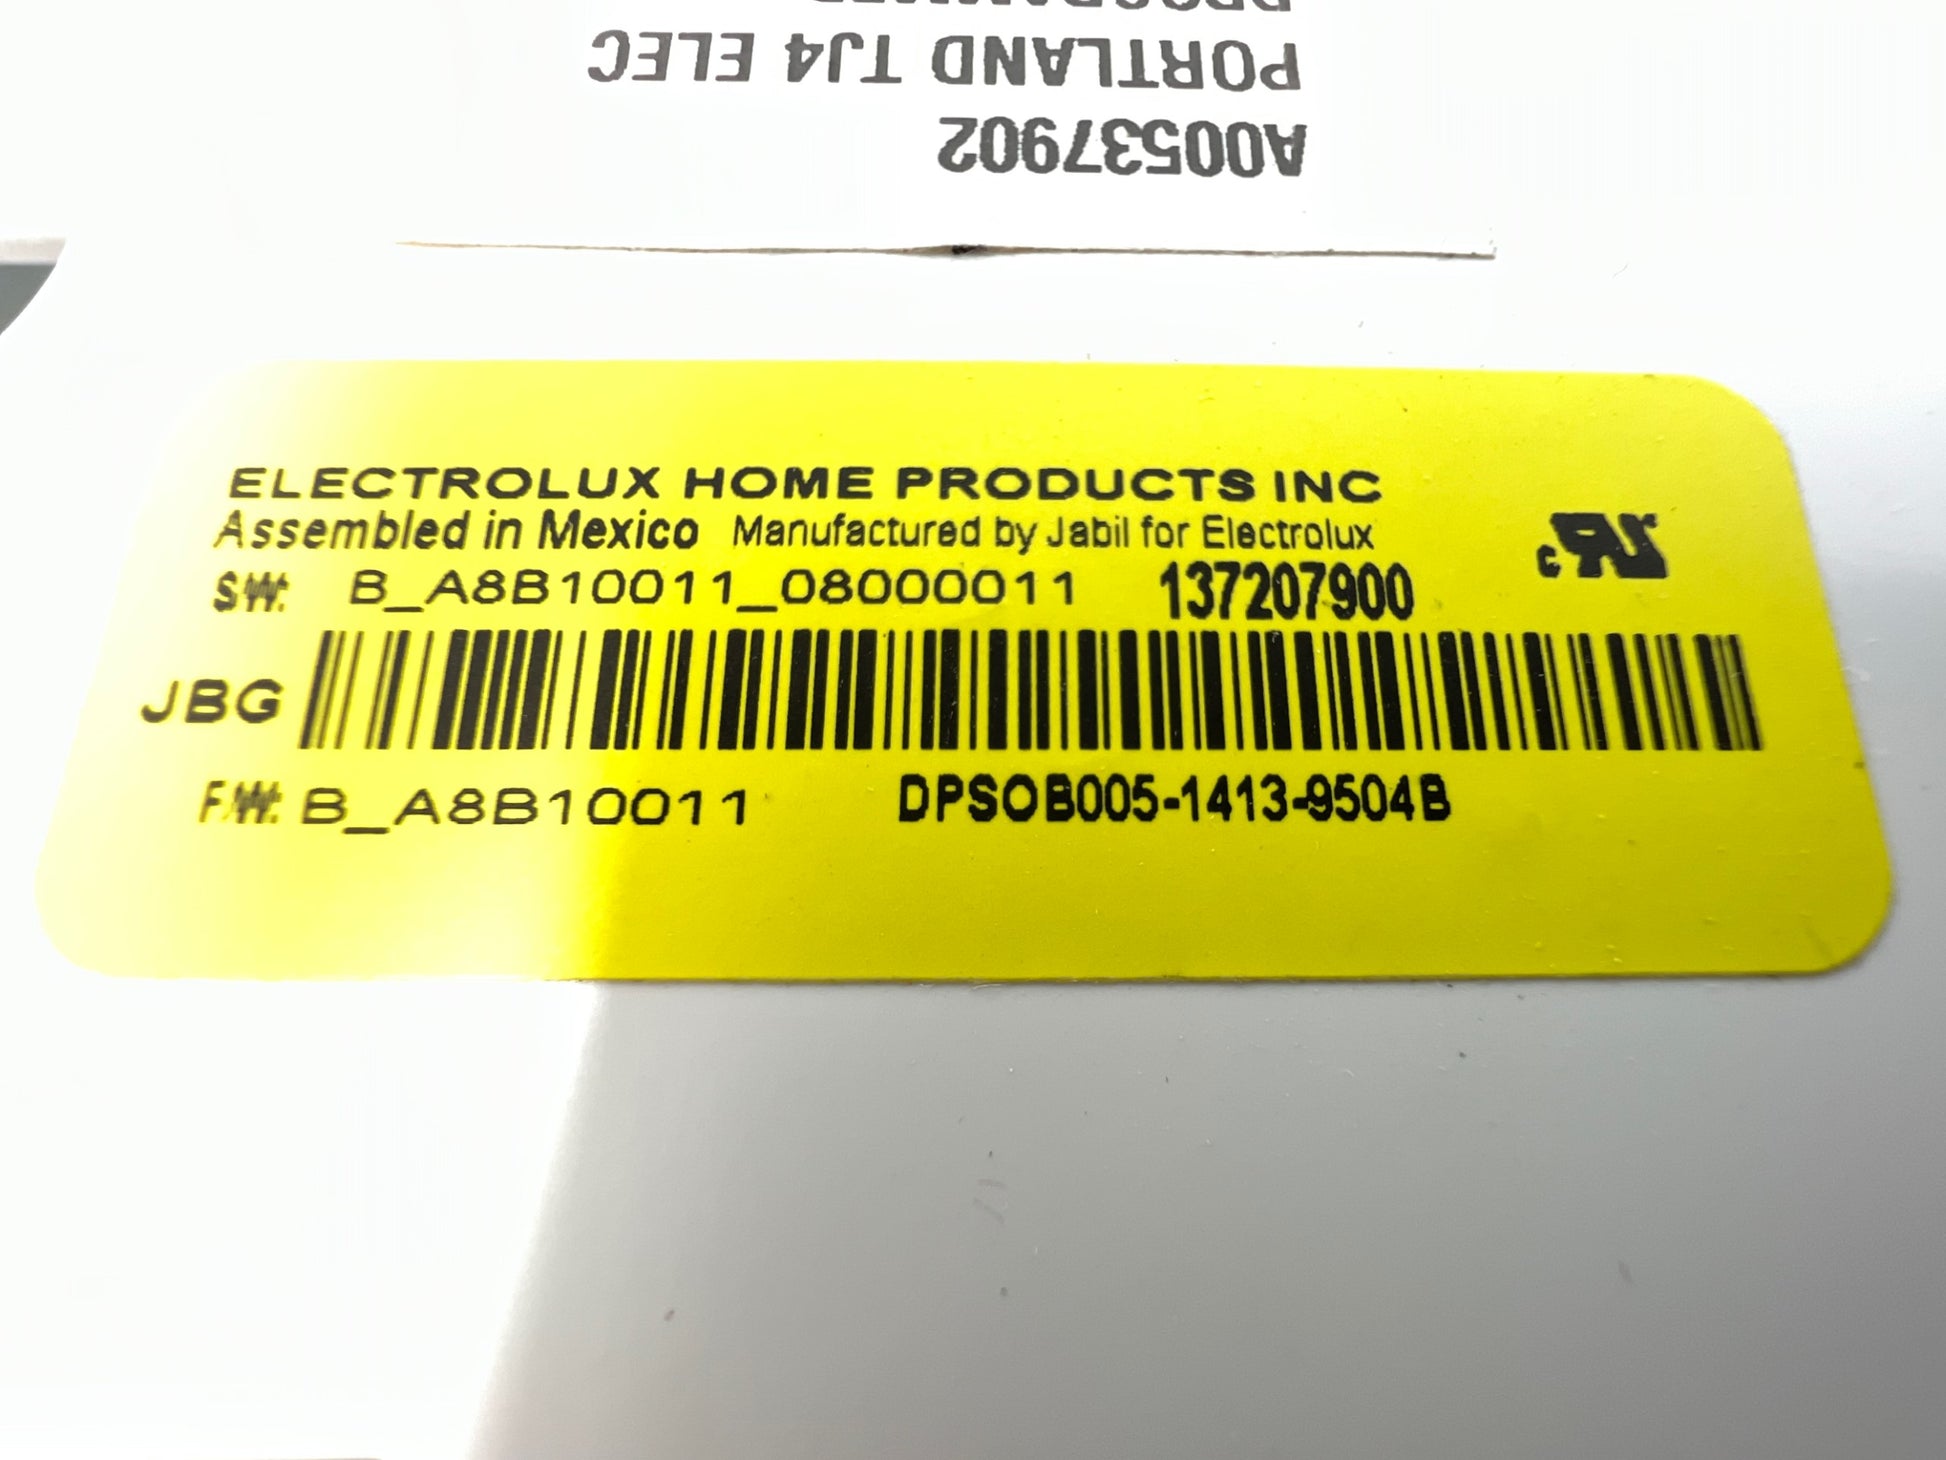 A00537902
PORTLAND TJ4 ELEC
ELECTROLUX HOME PRODUCTS INC
Assembled in Mexico Manufactured by Jabil for Electrolux
SW: B_A8B10011_08000011 137207900
c RU
JBG
F.W: B_A8B10011 DPSOB005-1413-9504B